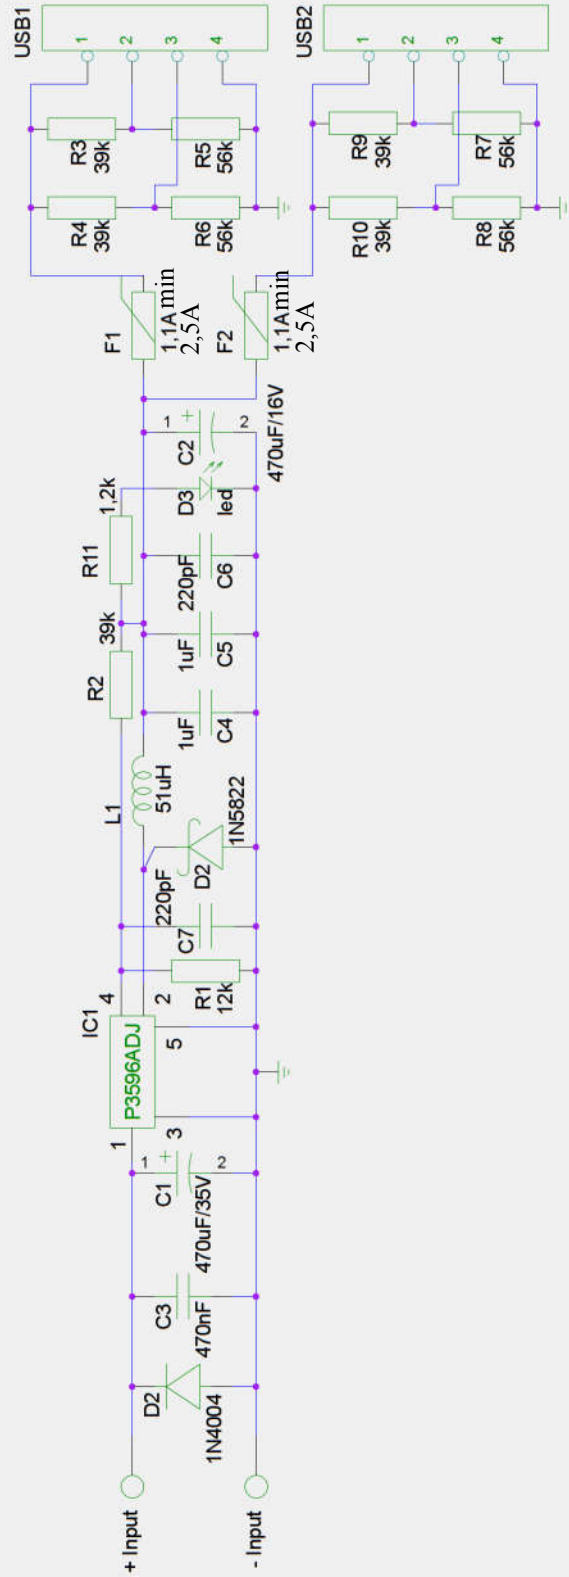 + Input
- Input
D2
1N4004
C3
470nF
C1
470uF/35V
1
+
2
IC1
P3596ADJ
1
3
5
4
2
R1
12k
C7
220pF
D2
1N5822
L1
51uH
R2
39k
C4
1uF
C5
1uF
C6
220pF
R11
1,2k
D3
led
C2
1
+
2
470uF/16V
F1
1,1A min
2,5A
F2
1,1A min
2,5A
R4
39k
R6
56k
R3
39k
R5
56k
USB1
1
2
3
4
R10
39k
R8
56k
R9
39k
R7
56k
USB2
1
2
3
4